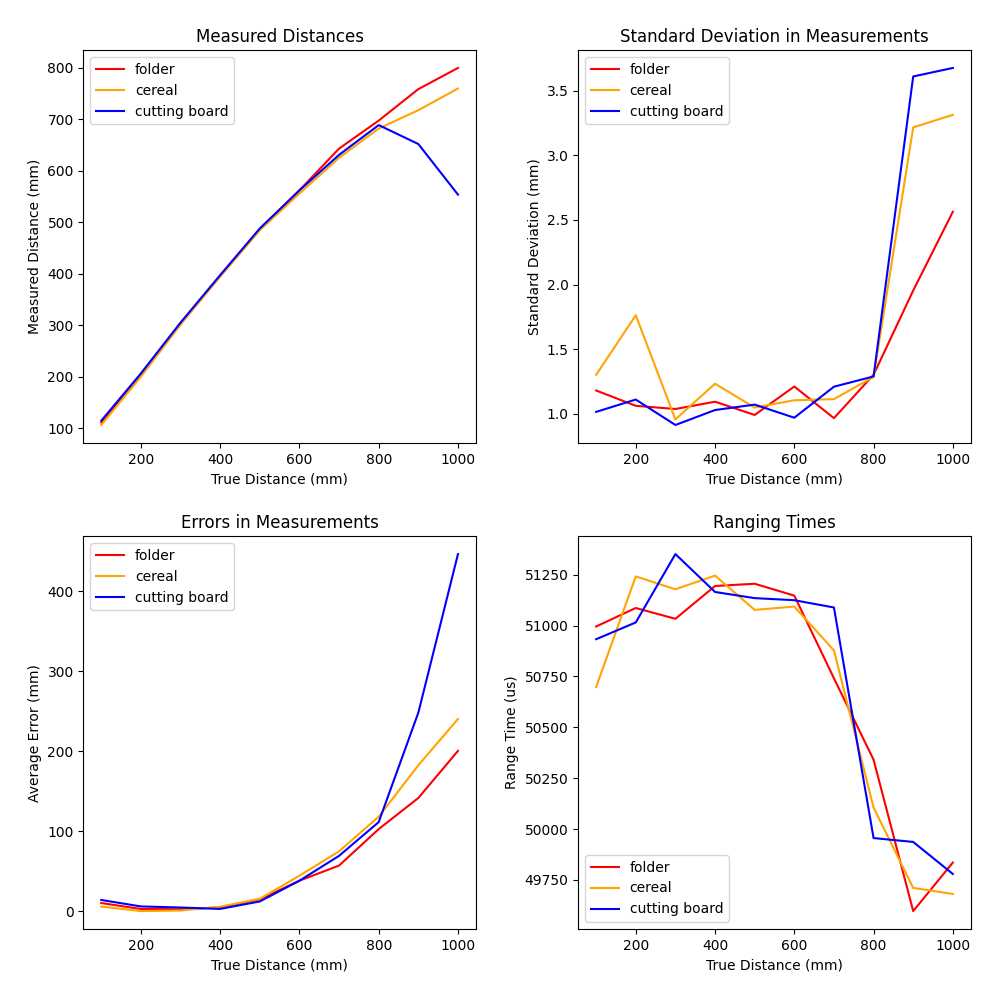 Measured Distances
folder
cereal
cutting board
800
700
600
500
400
300
200
100
Measured Distance (mm)
200 400 600 800 1000
True Distance (mm)
Standard Deviation in Measurements
folder
cereal
cutting board
3.5
3.0
2.5
2.0
1.5
1.0
Standard Deviation (mm)
200 400 600 800 1000
True Distance (mm)
Errors in Measurements
folder
cereal
cutting board
400
300
200
100
0
Average Error (mm)
200 400 600 800 1000
True Distance (mm)
Ranging Times
51250
51000
50750
50500
50250
50000
49750
Range Time (us)
folder
cereal
cutting board
200 400 600 800 1000
True Distance (mm)